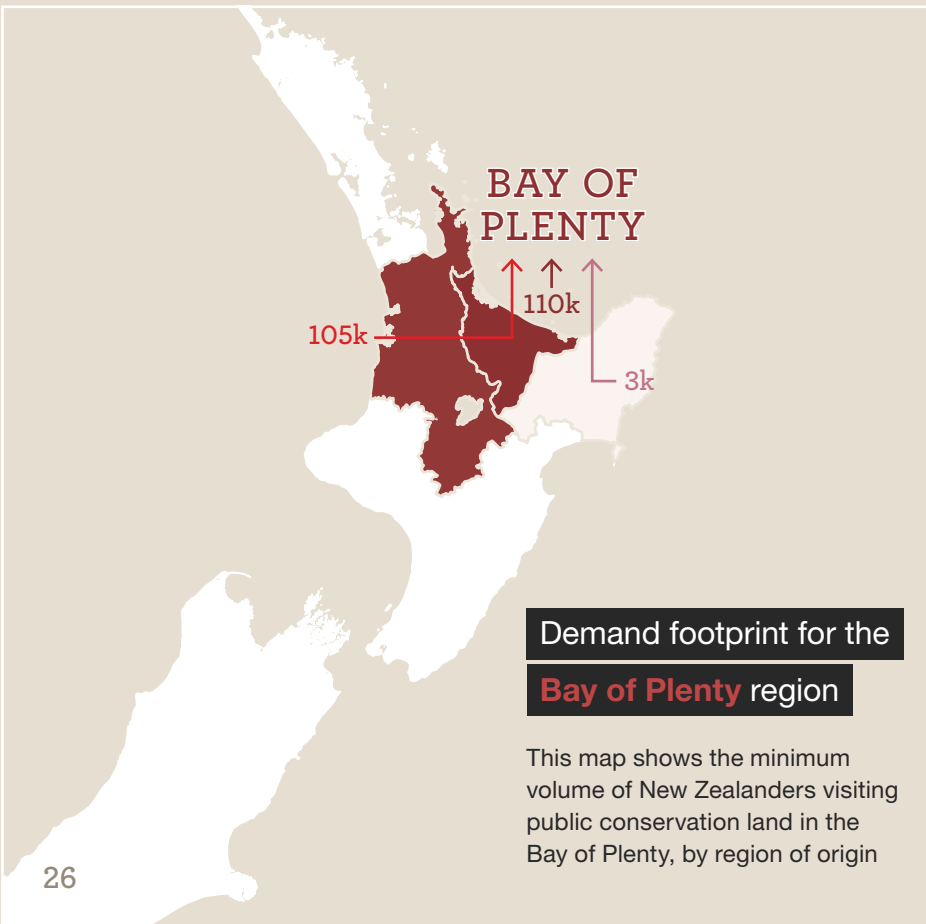 BAY OF
PLENTY
110k
105k
3k
Demand footprint for the
Bay of Plenty region
This map shows the minimum
volume of New Zealanders visiting
public conservation land in the
Bay of Plenty, by region of origin
26